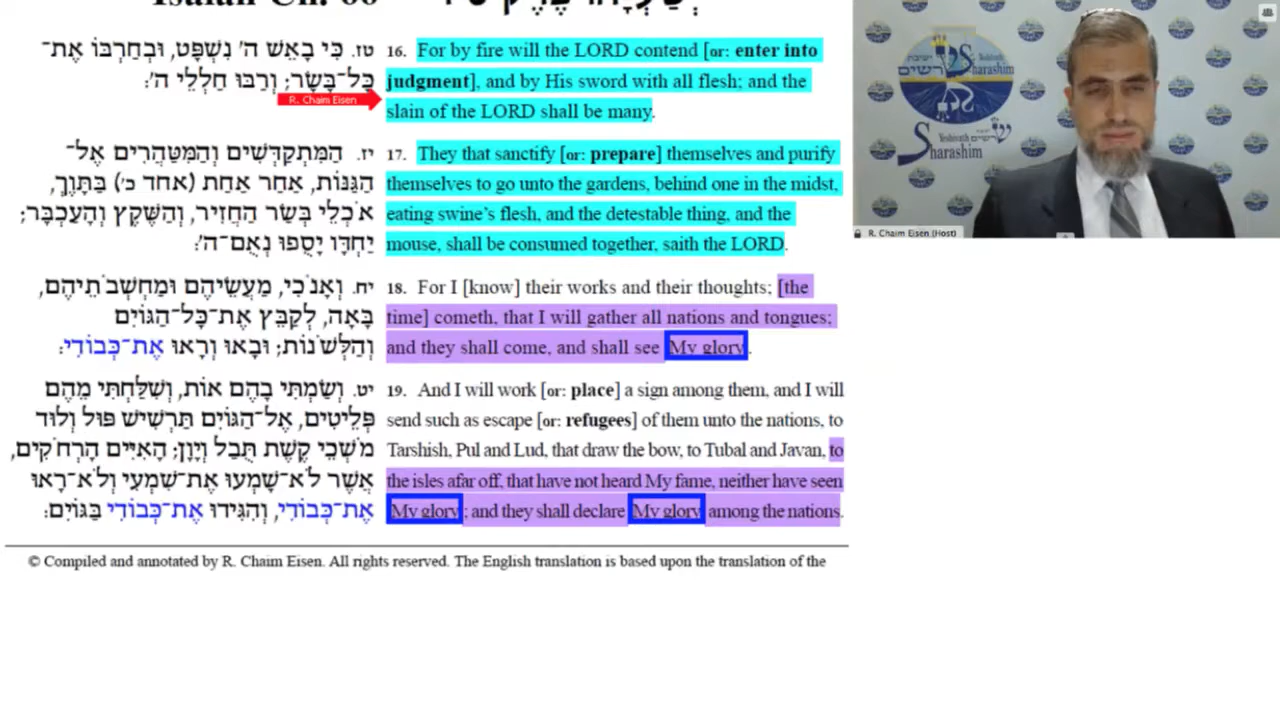 Isaiah Ch. 66
טז. כִּי בָאֵשׁ ה' נִשְׁפָּט, וּבְחַרְבּוֹ אֶת־
כָּל־בָּשָׂר; וְרַבּוּ חַלְלֵי ה':
R. Chaim Eisen
16. For by fire will the LORD contend [or: enter into
judgment], and by His sword with all flesh; and the
slain of the LORD shall be many.
יז. הַמִּתְקַדְּשִׁים וְהַמִּטַּהֲרִים אֶל־
הַגַּנּוֹת, אַחַר אַחַת (אחד כ') בַּתָּוֶךְ,
אֹכְלֵי בְּשַׂר הַחֲזִיר, וְהַשֶּׁקֶץ וְהָעַכְבָּר;
יַחְדָּו יָסֻפוּ נְאֻם־ה':
17. They that sanctify [or: prepare] themselves and purify
themselves to go unto the gardens, behind one in the midst,
eating swine's flesh, and the detestable thing, and the
mouse, shall be consumed together, saith the LORD.
יח. וְאָנֹכִי, מַעֲשֵׂיהֶם וּמַחְשְׁבֹתֵיהֶם,
בָּאָה, לְקַבֵּץ אֶת־כָּל־הַגּוֹיִם
וְהַלְּשֹׁנוֹת; וּבָאוּ וְרָאוּ אֶת־כְּבוֹדִי:
18. For I [know] their works and their thoughts; [the
time] cometh, that I will gather all nations and tongues;
and they shall come, and shall see My glory.
יט. וְשַׂמְתִּי בָהֶם אוֹת, וְשִׁלַּחְתִּי מֵהֶם
פְּלֵיטִים, אֶל־הַגּוֹיִם תַּרְשִׁישׁ פּוּל וְלוּד
מֹשְׁכֵי קֶשֶׁת תֻּבַל וְיָוָן; הָאִיִּים הָרְחֹקִים,
אֲשֶׁר לֹא־שָׁמְעוּ אֶת־שִׁמְעִי וְלֹא־רָאוּ
אֶת־כְּבוֹדִי, וְהִגִּידוּ אֶת־כְּבוֹדִי בַּגּוֹיִם:
19. And I will work [or: place] a sign among them, and I will
send such as escape [or: refugees] of them unto the nations, to
Tarshish, Pul and Lud, that draw the bow, to Tubal and Javan, to
the isles afar off, that have not heard My fame, neither have seen
My glory; and they shall declare My glory among the nations.
© Compiled and annotated by R. Chaim Eisen. All rights reserved. The English translation is based upon the translation of the
ישיבת
שרשים
Yeshivath
Sharashim
Yeshivath
Sharashim
R. Chaim Eisen (Host)